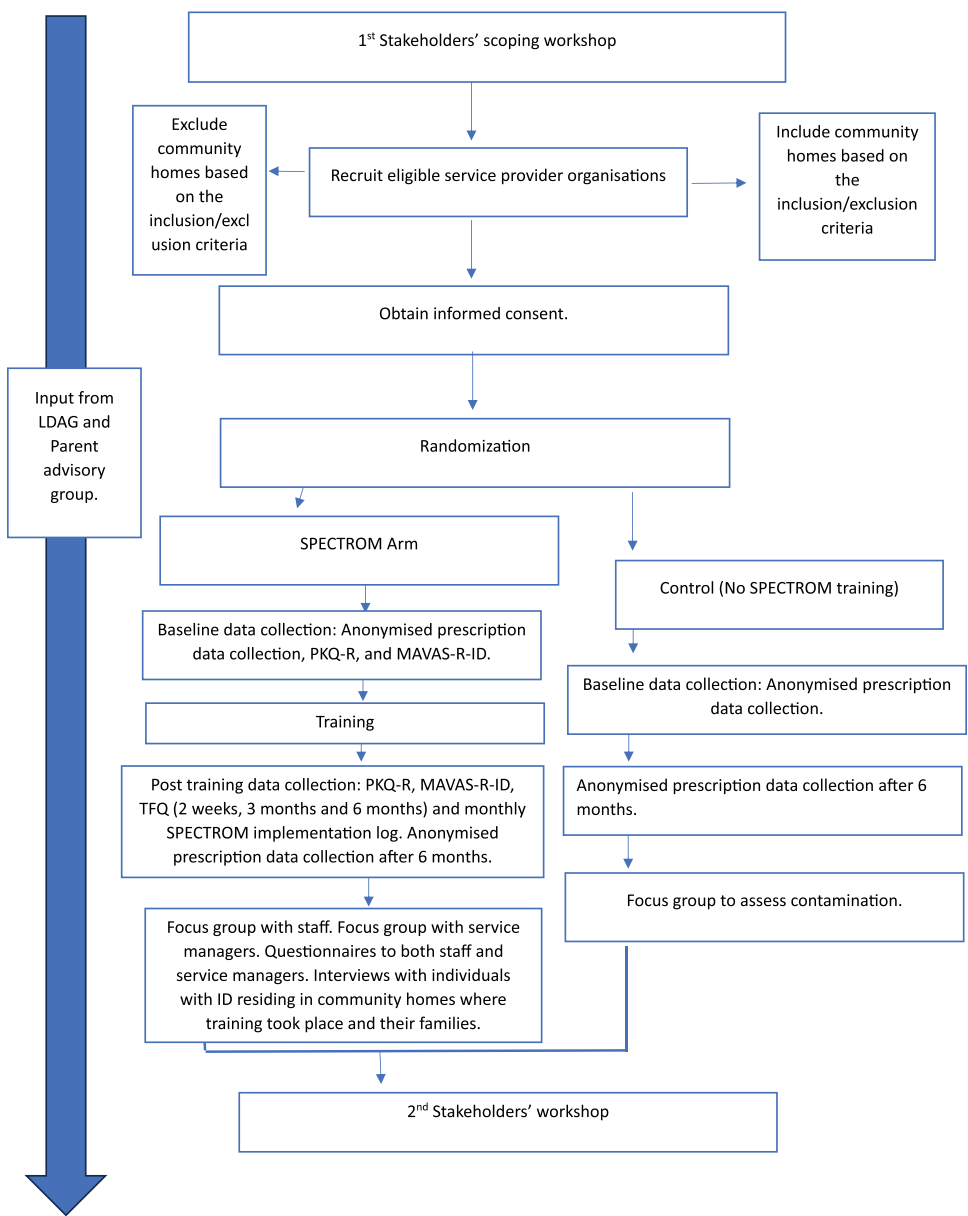 1st Stakeholders' scoping workshop
Exclude
community
homes based
on the
inclusion/excl
usion criteria
Recruit eligible service provider organisations
Include community
homes based on
the
inclusion/exclusion
criteria
Obtain informed consent.
Input from
LDAG and
Parent
advisory
group.
Randomization
SPECTROM Arm
Control (No SPECTROM training)
Baseline data collection: Anonymised prescription
data collection, PKQ-R, and MAVAS-R-ID.
Baseline data collection: Anonymised prescription
data collection.
Training
Post training data collection: PKQ-R, MAVAS-R-ID,
TFQ (2 weeks, 3 months and 6 months) and monthly
SPECTROM implementation log. Anonymised
prescription data collection after 6 months.
Anonymised prescription data collection after 6
months.
Focus group to assess contamination.
Focus group with staff. Focus group with service
managers. Questionnaires to both staff and
service managers. Interviews with individuals
with ID residing in community homes where
training took place and their families.
2nd Stakeholders' workshop